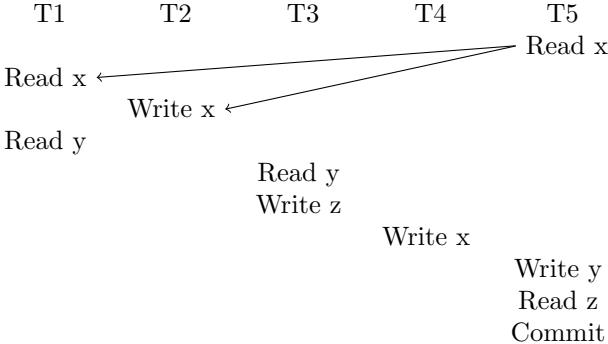 T1 T2 T3 T4 T5
Read x
Read x
Write x
Read y
Read y
Write z
Write x
Write y
Read z
Commit